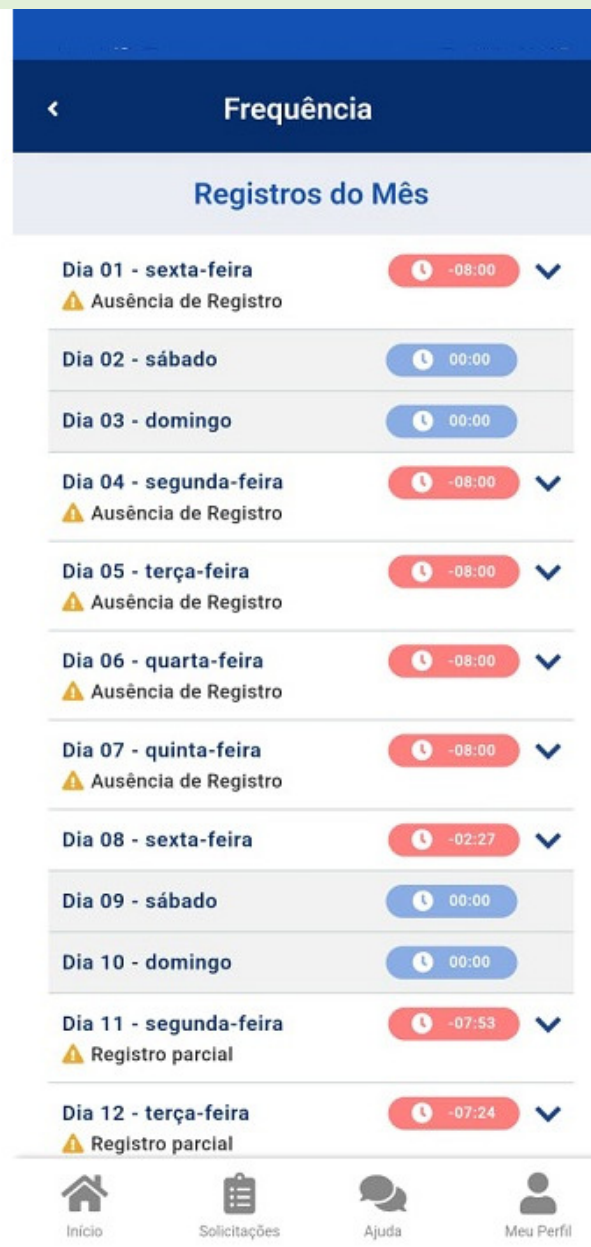 Frequência
Registros do Mês
Dia 01 - sexta-feira -08:00
Ausência de Registro
Dia 02 - sábado 00:00
Dia 03 - domingo 00:00
Dia 04 - segunda-feira -08:00
Ausência de Registro
Dia 05 - terça-feira -08:00
Ausência de Registro
Dia 06 - quarta-feira -08:00
Ausência de Registro
Dia 07 - quinta-feira -08:00
Ausência de Registro
Dia 08 - sexta-feira -02:27
Dia 09 - sábado 00:00
Dia 10 - domingo 00:00
Dia 11 - segunda-feira -07:53
Registro parcial
Dia 12 - terça-feira -07:24
Registro parcial
Início Solicitações Ajuda Meu Perfil